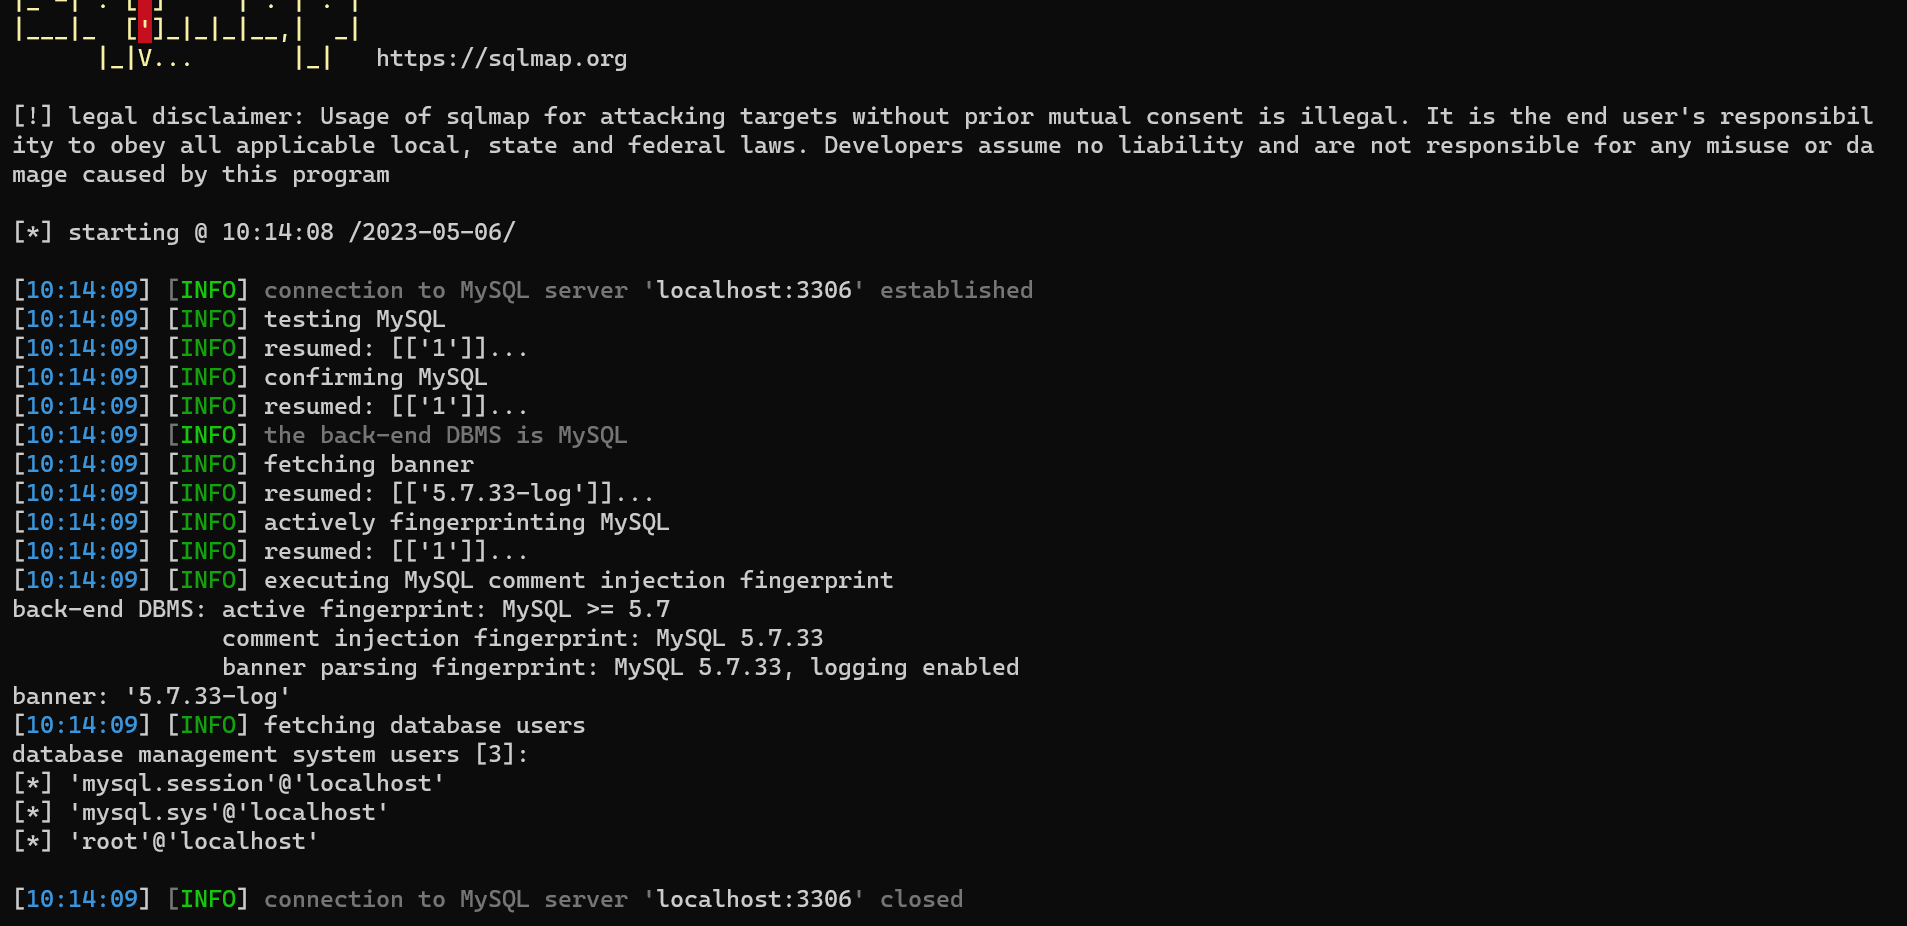 |_ -| . [ ]     | . | . |
|___|_  [']_|_|_|__,|  _|
      |_|V...       |_|   https://sqlmap.org
[!] legal disclaimer: Usage of sqlmap for attacking targets without prior mutual consent is illegal. It is the end user's responsibil
ity to obey all applicable local, state and federal laws. Developers assume no liability and are not responsible for any misuse or da
mage caused by this program
[*] starting @ 10:14:08 /2023-05-06/
[10:14:09] [INFO] connection to MySQL server 'localhost:3306' established
[10:14:09] [INFO] testing MySQL
[10:14:09] [INFO] resumed: [['1']]...
[10:14:09] [INFO] confirming MySQL
[10:14:09] [INFO] resumed: [['1']]...
[10:14:09] [INFO] the back-end DBMS is MySQL
[10:14:09] [INFO] fetching banner
[10:14:09] [INFO] resumed: [['5.7.33-log']]...
[10:14:09] [INFO] actively fingerprinting MySQL
[10:14:09] [INFO] resumed: [['1']]...
[10:14:09] [INFO] executing MySQL comment injection fingerprint
back-end DBMS: active fingerprint: MySQL >= 5.7
               comment injection fingerprint: MySQL 5.7.33
               banner parsing fingerprint: MySQL 5.7.33, logging enabled
banner: '5.7.33-log'
[10:14:09] [INFO] fetching database users
database management system users [3]:
[*] 'mysql.session'@'localhost'
[*] 'mysql.sys'@'localhost'
[*] 'root'@'localhost'
[10:14:09] [INFO] connection to MySQL server 'localhost:3306' closed